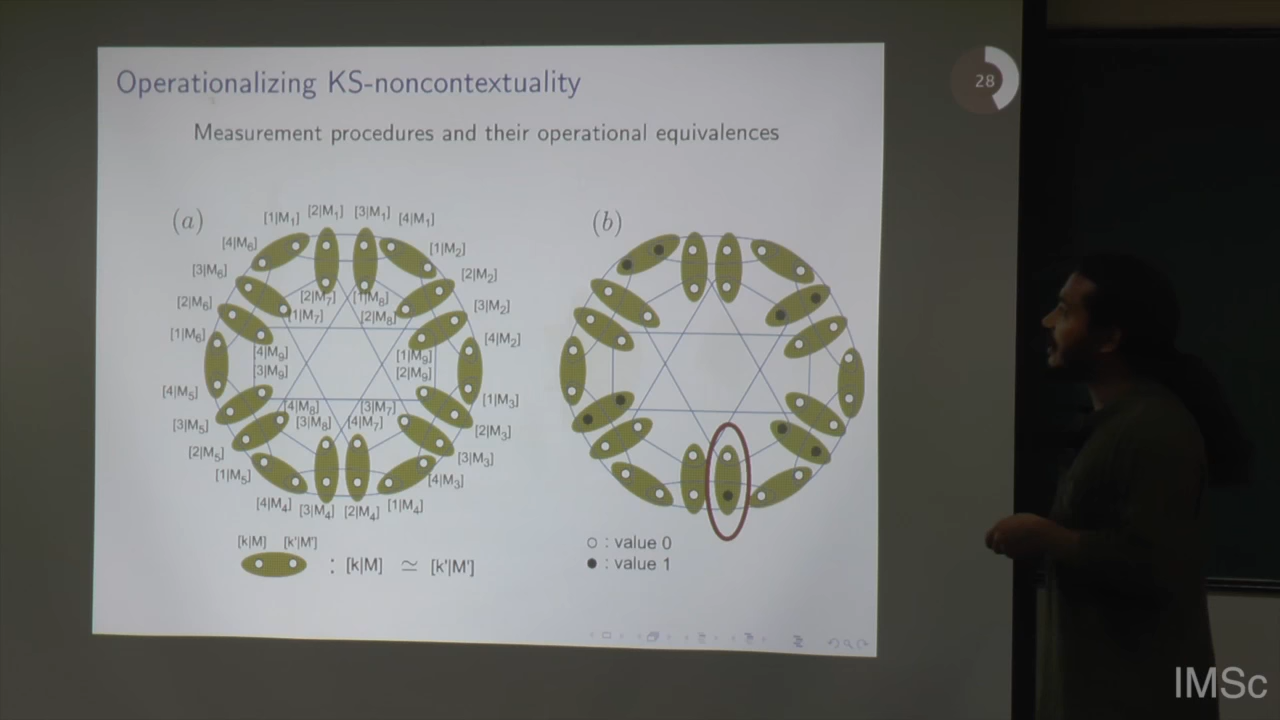 Operationalizing KS-noncontextuality
28
Measurement procedures and their operational equivalences
(a)
[1|M₁] [2|M₁] [3|M₁] [4|M₁]
[4|M₆] [1|M₂]
[3|M₆] [2|M₂]
[2|M₆] [2|M₇] [1|M₈] [3|M₂]
[1|M₇] [2|M₈]
[1|M₆] [4|M₂]
[4|M₉] [1|M₉]
[3|M₉] [2|M₉]
[4|M₅] [1|M₃]
[4|M₈] [3|M₇]
[3|M₅] [3|M₈] [4|M₇] [2|M₃]
[2|M₅] [3|M₃]
[1|M₅] [4|M₃]
[4|M₄] [3|M₄] [2|M₄] [1|M₄]
[k|M] [k'|M']
: [k|M] ≃ [k'|M']
(b)
: value 0
: value 1
IMSc